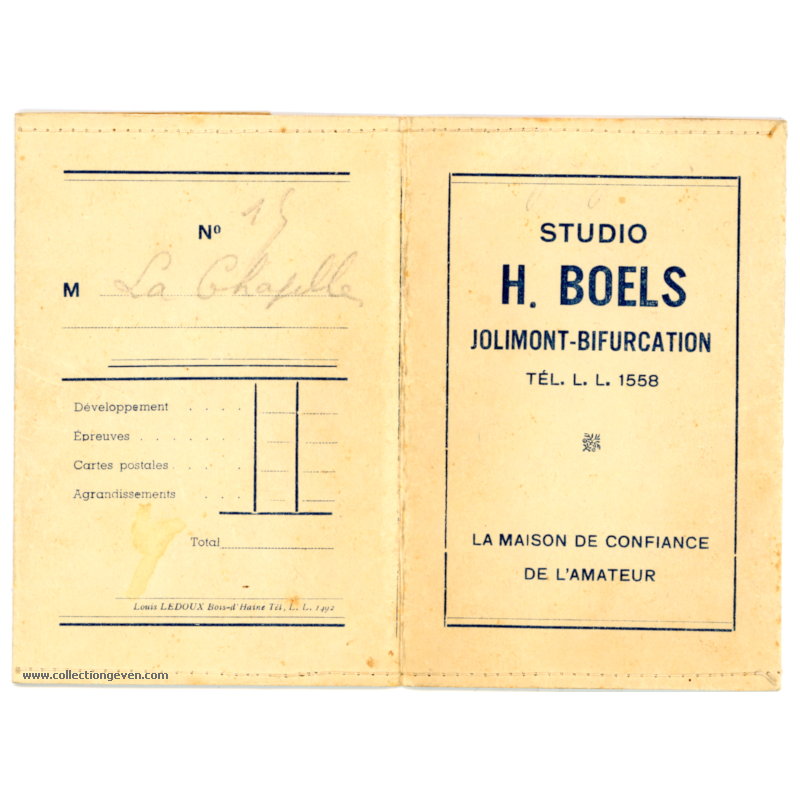 Nº 15
M La Chapelle
Développement
Épreuves
Cartes postales
Agrandissements
Total
Louis LEDOUX Bois-d'Haine Tél. L. L. 1492
www.collectiongeven.com
STUDIO
H. BOELS
JOLIMONT-BIFURCATION
TÉL. L. L. 1558
LA MAISON DE CONFIANCE
DE L'AMATEUR